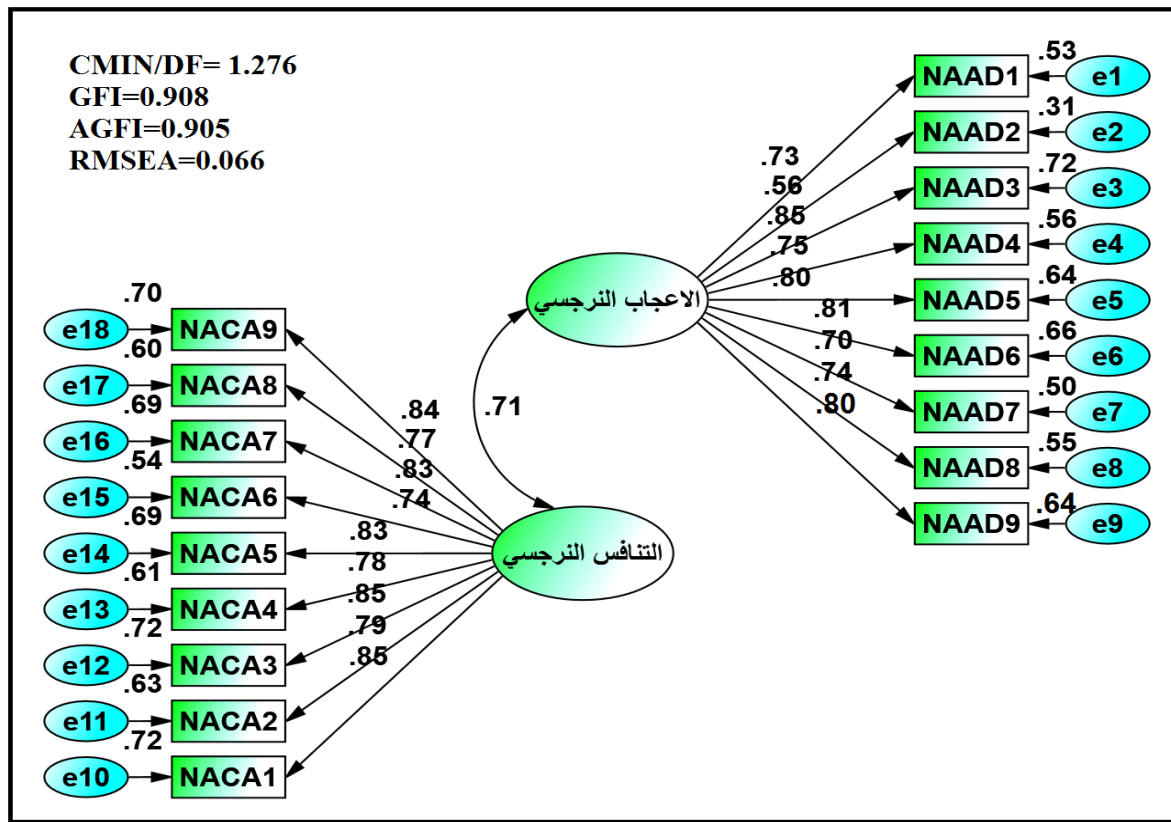 CMIN/DF= 1.276
GFI=0.908
AGFI=0.905
RMSEA=0.066
.53
NAAD1
e1
.31
NAAD2
e2
.72
NAAD3
e3
.56
NAAD4
e4
.64
NAAD5
e5
.66
NAAD6
e6
.50
NAAD7
e7
.55
NAAD8
e8
.64
NAAD9
e9
.73
.56
.85
.75
.80
.81
.70
.74
.80
الاعجاب النرجسي
.71
التنافس النرجسي
.84
.77
.83
.74
.83
.78
.85
.79
.85
.70
e18
NACA9
.60
e17
NACA8
.69
e16
NACA7
.54
e15
NACA6
.69
e14
NACA5
.61
e13
NACA4
.72
e12
NACA3
.63
e11
NACA2
.72
e10
NACA1